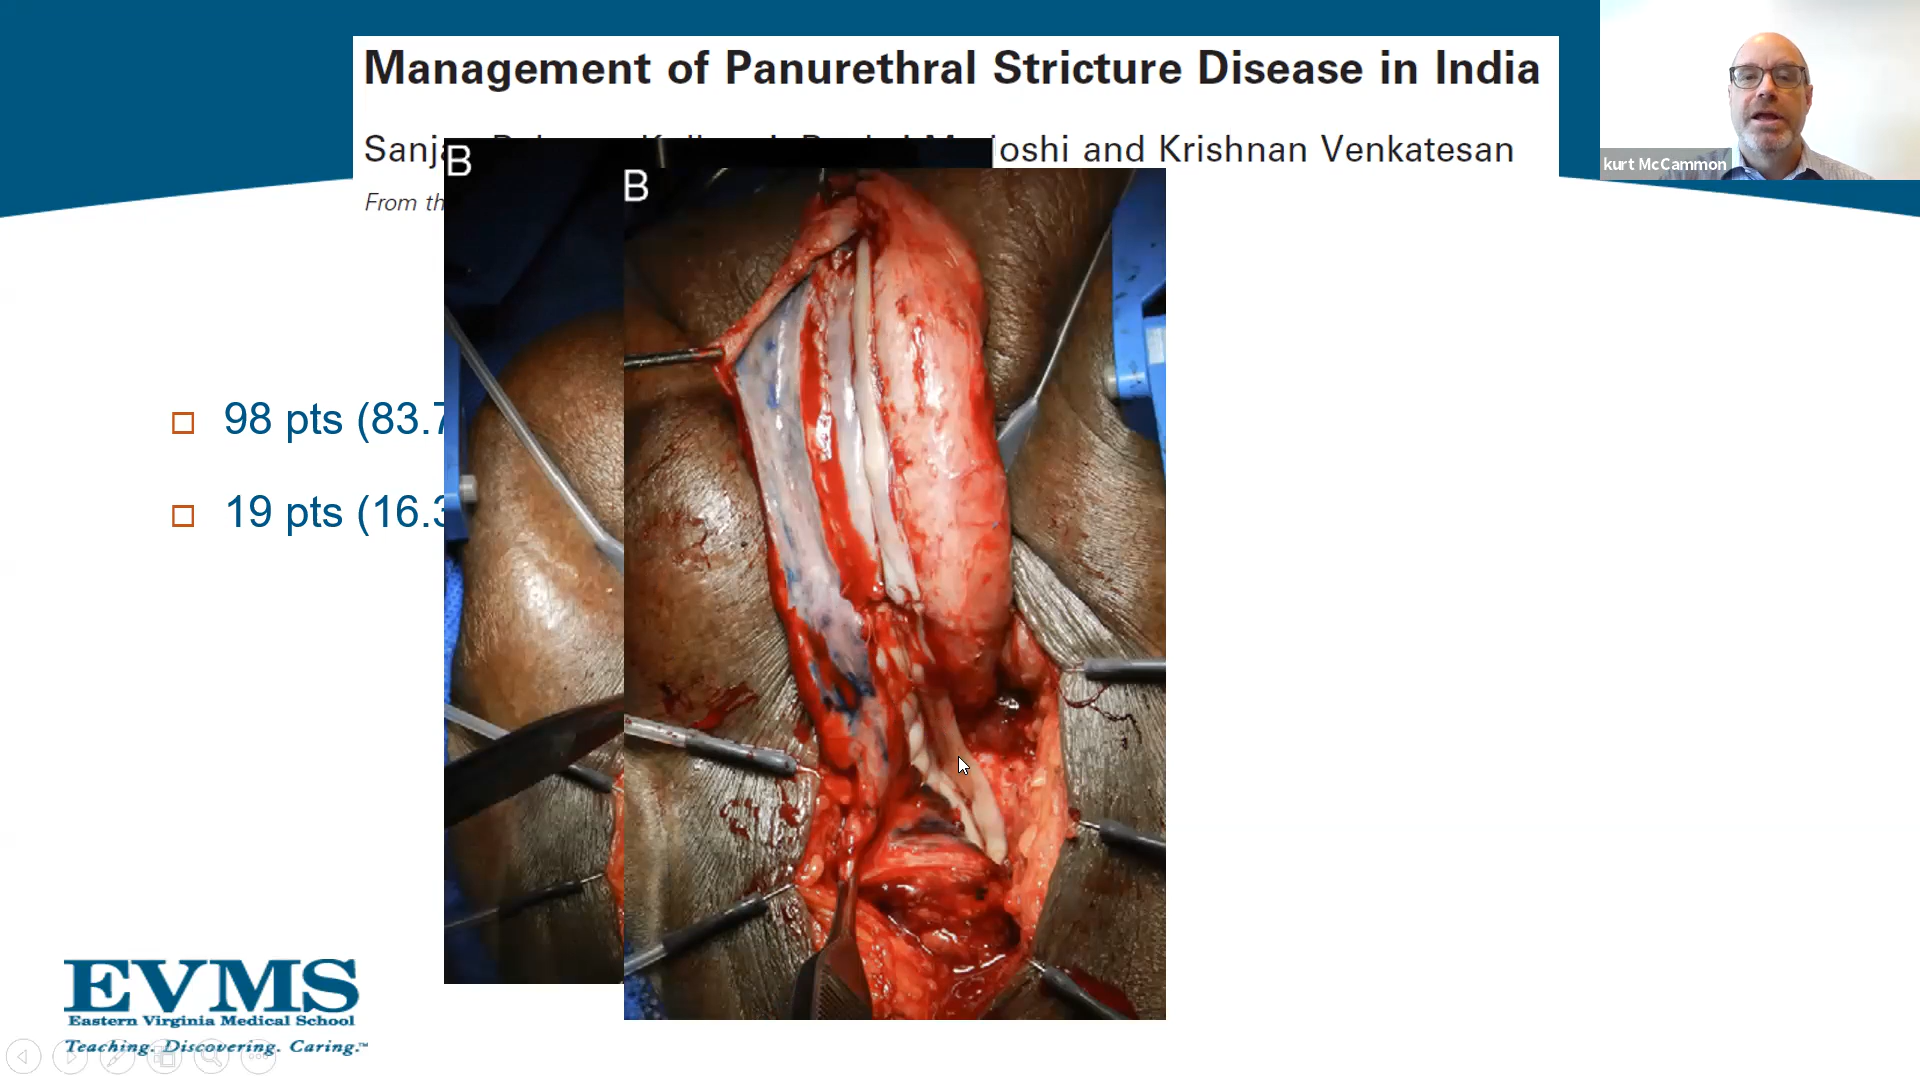 Management of Panurethral Stricture Disease in India
Sanj oshi and Krishnan Venkatesan
From th
kurt McCammon
B
B
98 pts (83.7
19 pts (16.3
EVMS
Eastern Virginia Medical School
Teaching. Discovering. Caring.™